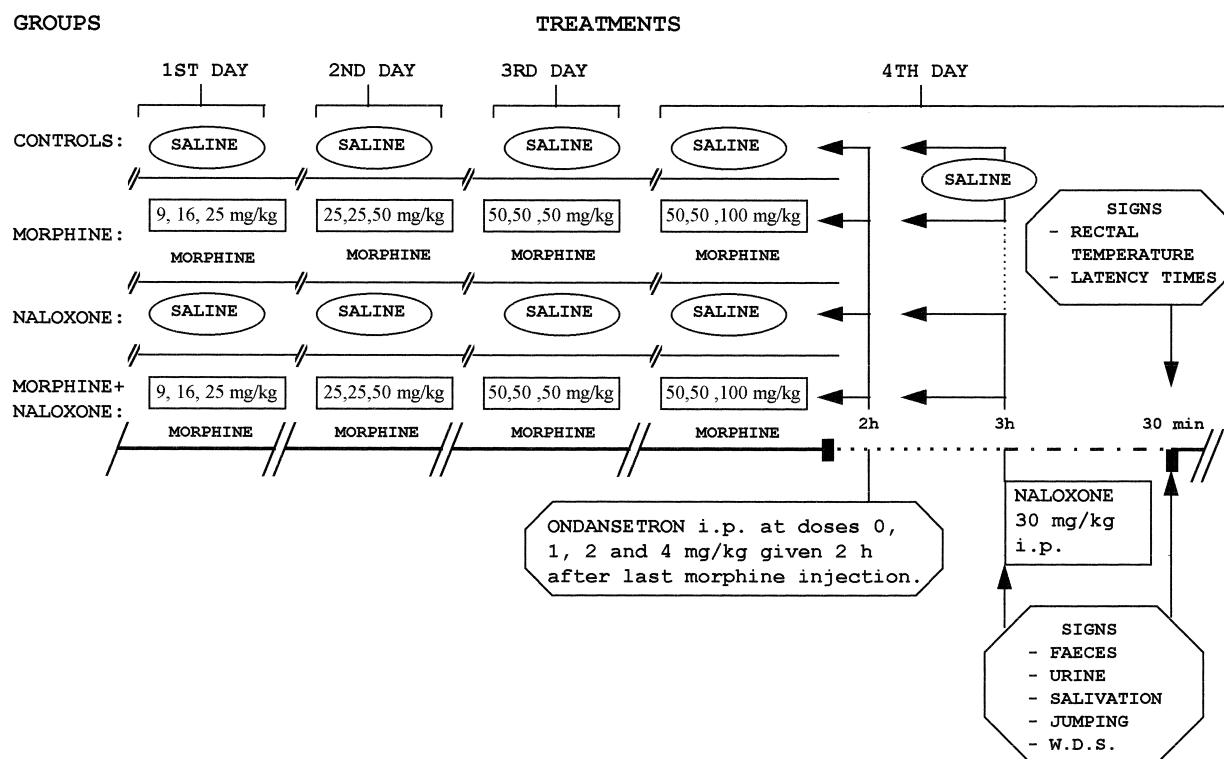 GROUPS
TREATMENTS
1ST DAY
2ND DAY
3RD DAY
4TH DAY
CONTROLS:
SALINE
SALINE
SALINE
SALINE
SALINE
MORPHINE:
9, 16, 25 mg/kg
25,25,50 mg/kg
50,50 ,50 mg/kg
50,50 ,100 mg/kg
MORPHINE
MORPHINE
MORPHINE
MORPHINE
NALOXONE:
SALINE
SALINE
SALINE
SALINE
MORPHINE+
NALOXONE:
9, 16, 25 mg/kg
25,25,50 mg/kg
50,50 ,50 mg/kg
50,50 ,100 mg/kg
MORPHINE
MORPHINE
MORPHINE
MORPHINE
2h
3h
30 min
SIGNS
- RECTAL
TEMPERATURE
- LATENCY TIMES
ONDANSETRON i.p. at doses 0,
1, 2 and 4 mg/kg given 2 h
after last morphine injection.
NALOXONE
30 mg/kg
i.p.
SIGNS
- FAECES
- URINE
- SALIVATION
- JUMPING
- W.D.S.